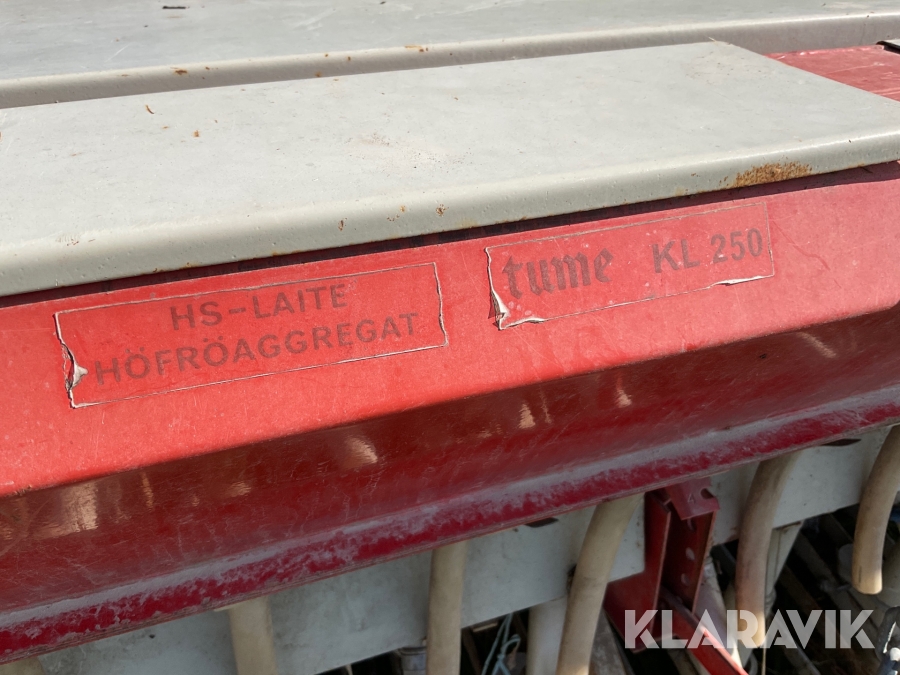 HS-LAITE
HÖFRÖAGGREGAT
tume KL 250
KLARAVIK